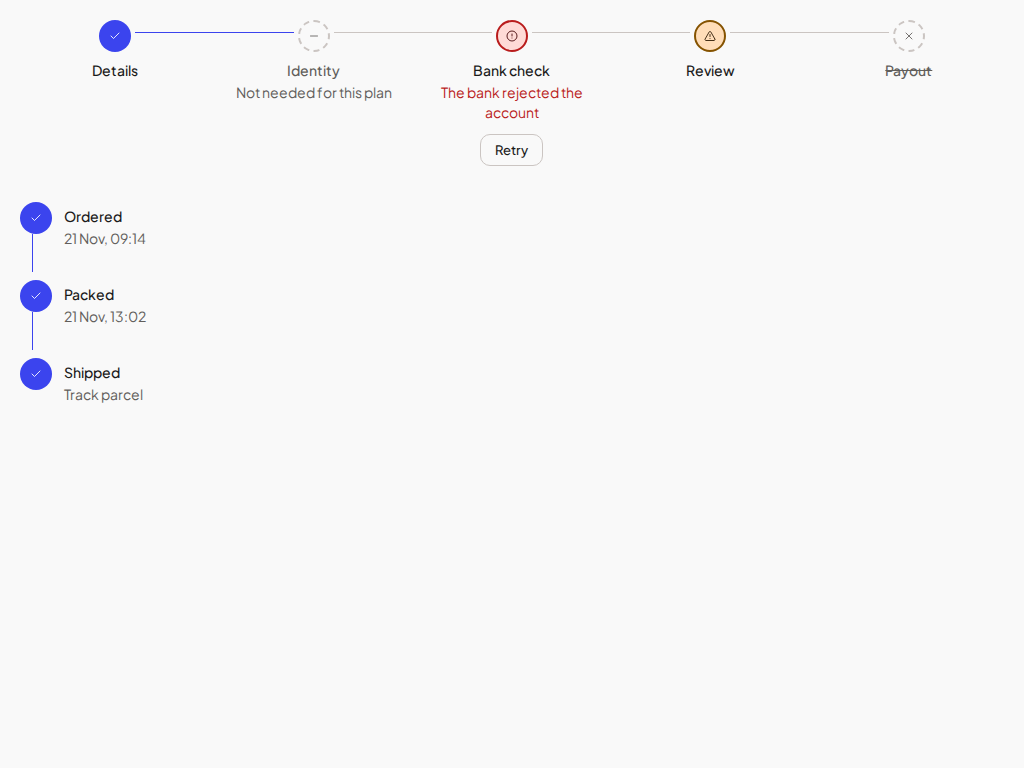 Details
Identity
Not needed for this plan
Bank check
The bank rejected the
account
Retry
Review
Payout
Ordered
21 Nov, 09:14
Packed
21 Nov, 13:02
Shipped
Track parcel